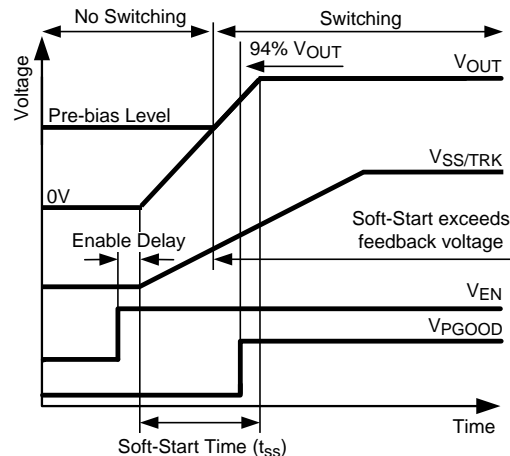 No Switching
Switching
94% VOUT
VOUT
Voltage
Pre-bias Level
VSS/TRK
0V
Soft-Start exceeds
feedback voltage
Enable Delay
VEN
VPGOOD
Time
Soft-Start Time (tss)